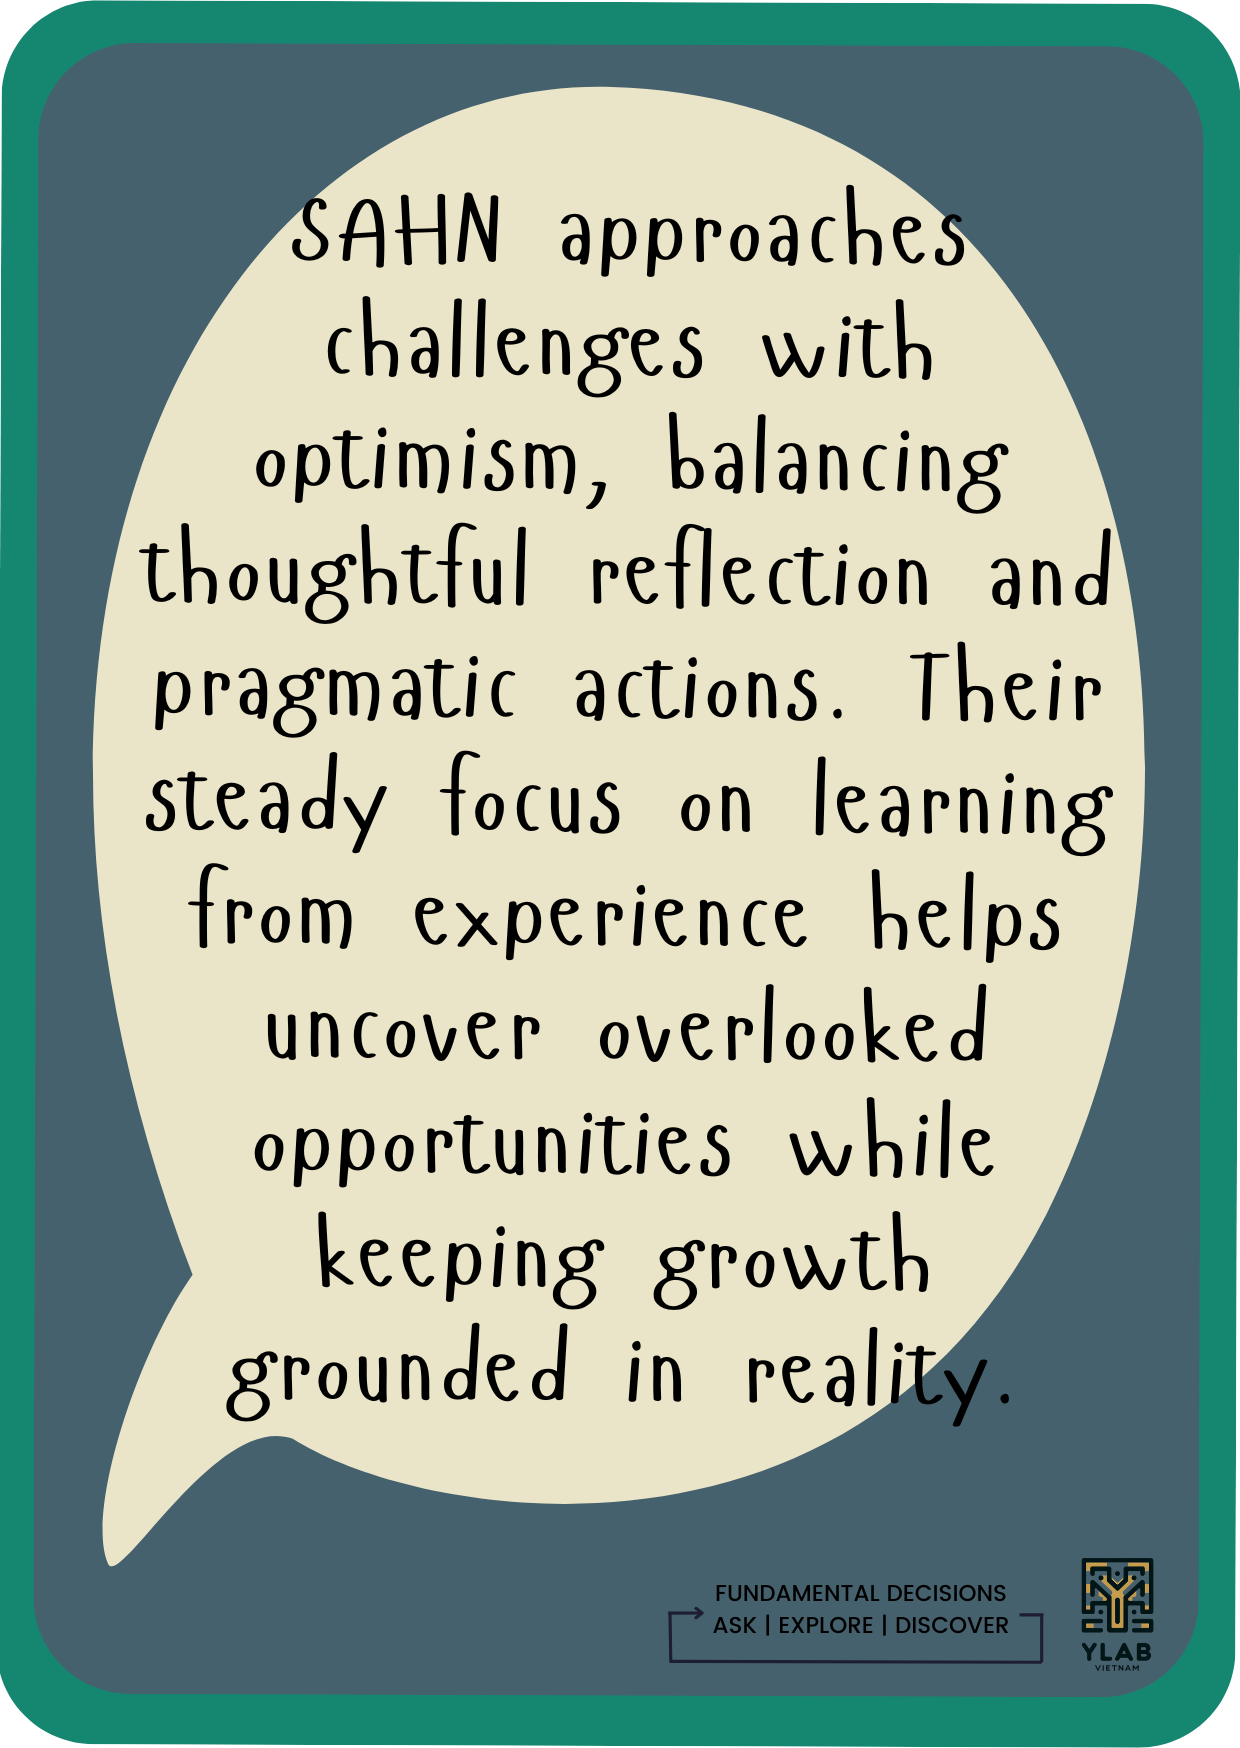 SAHN approaches
challenges with
optimism, balancing
thoughtful reflection and
pragmatic actions. Their
steady focus on learning
from experience helps
uncover overlooked
opportunities while
keeping growth
grounded in reality.
FUNDAMENTAL DECISIONS
ASK | EXPLORE | DISCOVER
YLAB
VIETNAM